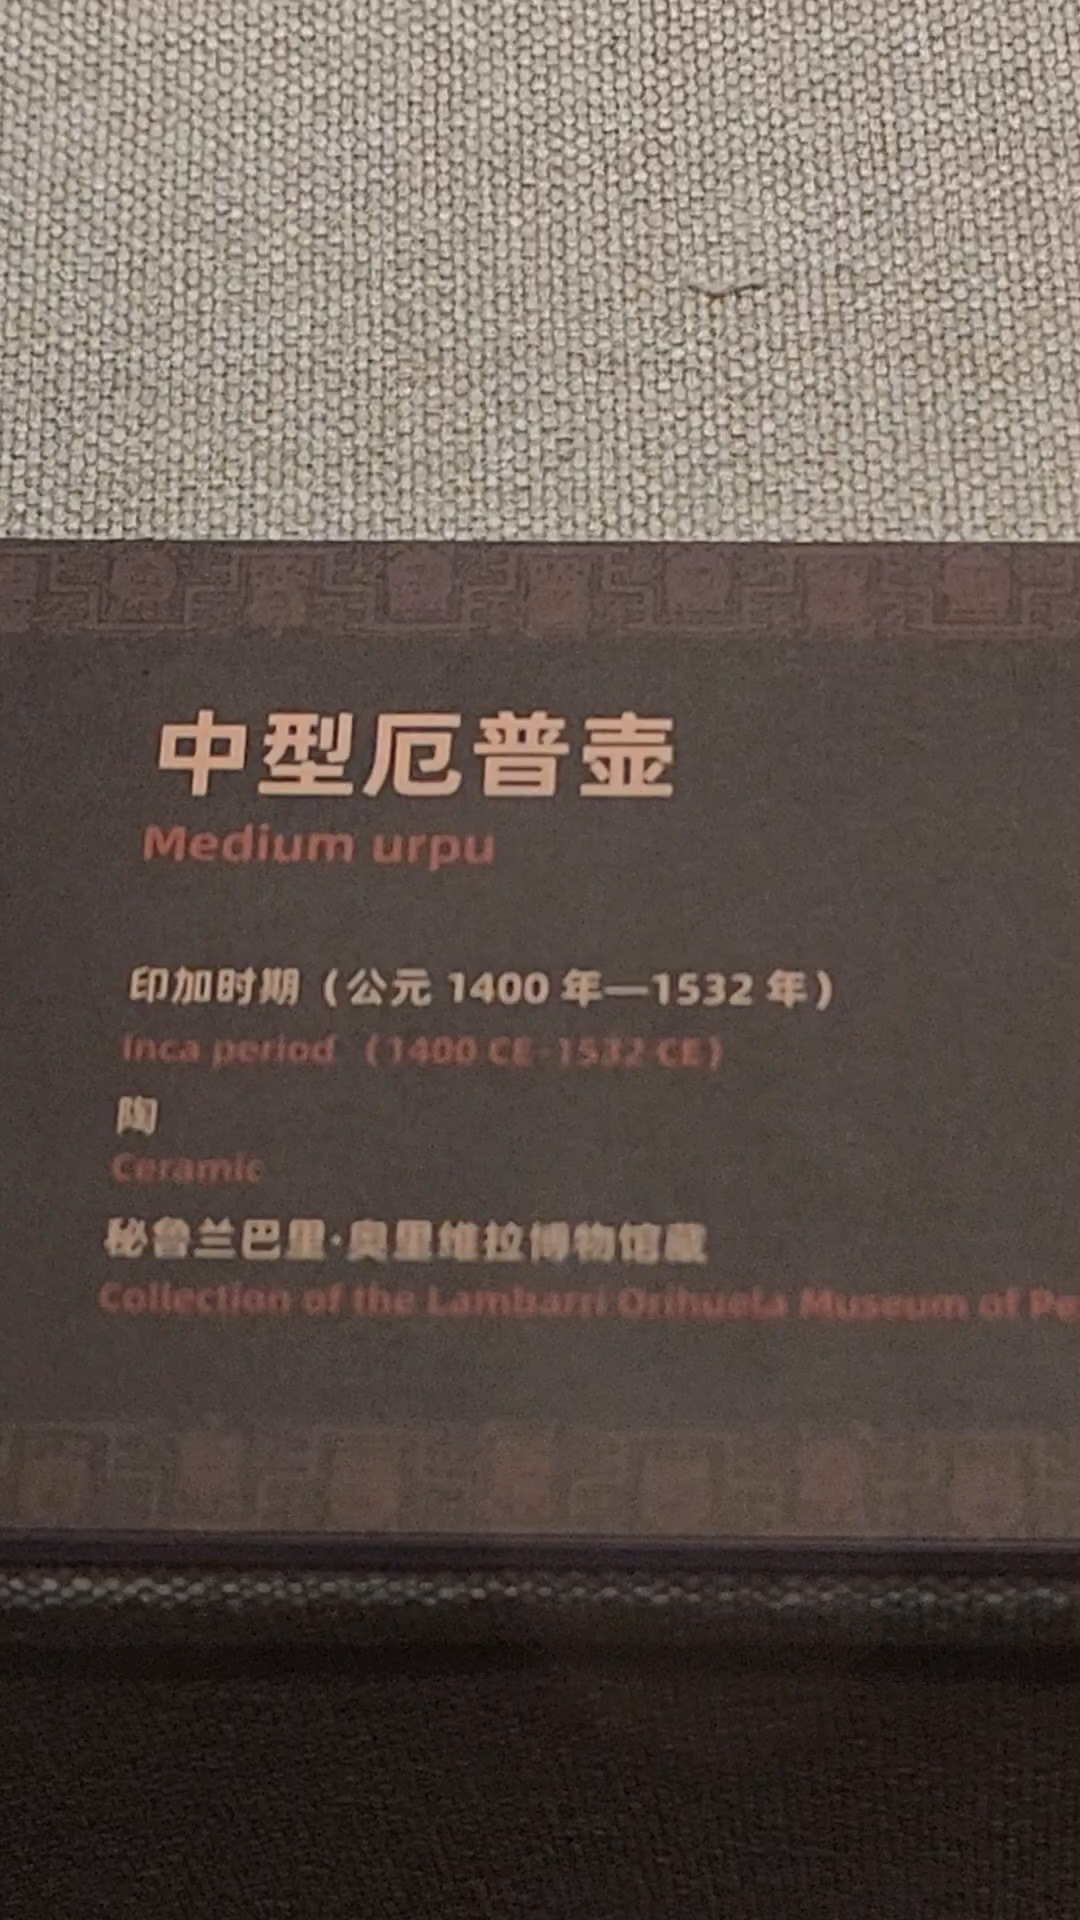 中型厄普壶
Medium urpu
印加时期（公元 1400 年—1532 年）
Inca period （1400 CE-1532 CE）
陶
Ceramic
秘鲁兰巴里·奥里维拉博物馆藏
Collection of the Lambarri Orihuela Museum of Pe